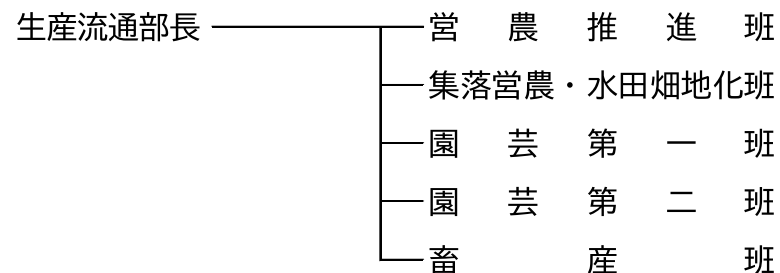 生産流通部長 営農推進班
集落営農・水田畑地化班
園芸第一班
園芸第二班
畜産班